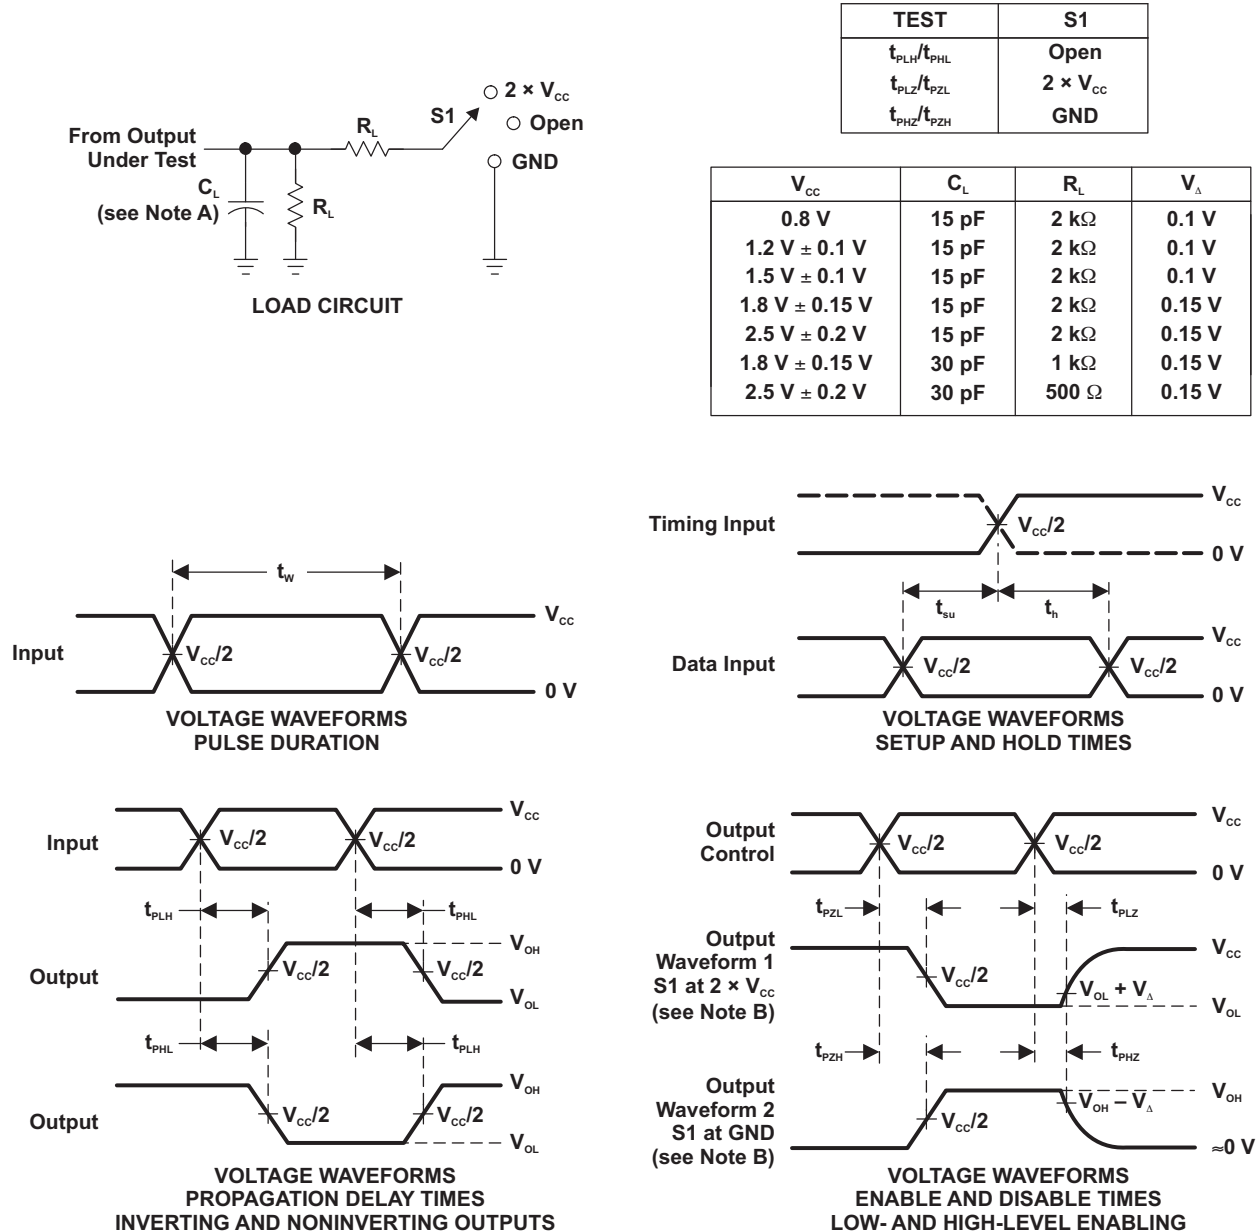 TEST S1
tPLH/tPHL Open
tPLZ/tPZL 2 × VCC
tPHZ/tPZH GND
2 × VCC
S1
Open
RL
From Output
Under Test
GND
CL
(see Note A)
RL
LOAD CIRCUIT
VCC CL RL VΔ
0.8 V 15 pF 2 kΩ 0.1 V
1.2 V ± 0.1 V 15 pF 2 kΩ 0.1 V
1.5 V ± 0.1 V 15 pF 2 kΩ 0.1 V
1.8 V ± 0.15 V 15 pF 2 kΩ 0.15 V
2.5 V ± 0.2 V 15 pF 2 kΩ 0.15 V
1.8 V ± 0.15 V 30 pF 1 kΩ 0.15 V
2.5 V ± 0.2 V 30 pF 500 Ω 0.15 V
tW
VCC
Input
VCC/2
VCC/2
0 V
VOLTAGE WAVEFORMS
PULSE DURATION
VCC
Timing Input
VCC/2
0 V
tsu
th
VCC
Data Input
VCC/2
VCC/2
0 V
VOLTAGE WAVEFORMS
SETUP AND HOLD TIMES
VCC
Input
VCC/2
VCC/2
0 V
tPLH
tPHL
VOH
Output
VCC/2
VCC/2
VOL
tPHL
tPLH
VOH
Output
VCC/2
VCC/2
VOL
VOLTAGE WAVEFORMS
PROPAGATION DELAY TIMES
INVERTING AND NONINVERTING OUTPUTS
VCC
Output
Control
VCC/2
VCC/2
0 V
tPZL
tPLZ
Output
Waveform 1
S1 at 2 × VCC
(see Note B)
VCC
VCC/2
VOL + VΔ
VOL
tPZH
tPHZ
Output
Waveform 2
S1 at GND
(see Note B)
VOH
VCC/2
VOH − VΔ
≈0 V
VOLTAGE WAVEFORMS
ENABLE AND DISABLE TIMES
LOW- AND HIGH-LEVEL ENABLING